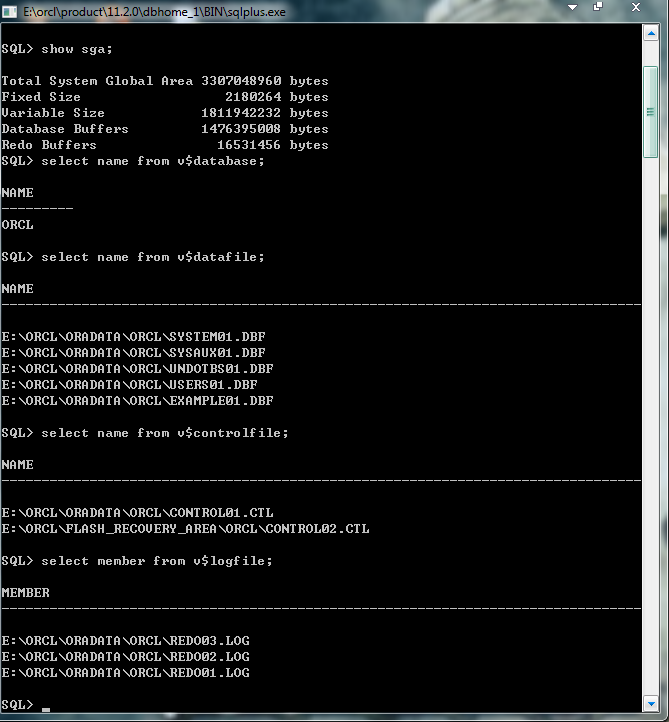 E:\orcl\product\11.2.0\dbhome_1\BIN\sqlplus.exe
SQL> show sga;
Total System Global Area 3307048960 bytes
Fixed Size                  2180264 bytes
Variable Size            1811942232 bytes
Database Buffers         1476395008 bytes
Redo Buffers               16531456 bytes
SQL> select name from v$database;
NAME
---------
ORCL
SQL> select name from v$datafile;
NAME
--------------------------------------------------------------------------------
E:\ORCL\ORADATA\ORCL\SYSTEM01.DBF
E:\ORCL\ORADATA\ORCL\SYSAUX01.DBF
E:\ORCL\ORADATA\ORCL\UNDOTBS01.DBF
E:\ORCL\ORADATA\ORCL\USERS01.DBF
E:\ORCL\ORADATA\ORCL\EXAMPLE01.DBF
SQL> select name from v$controlfile;
NAME
--------------------------------------------------------------------------------
E:\ORCL\ORADATA\ORCL\CONTROL01.CTL
E:\ORCL\FLASH_RECOVERY_AREA\ORCL\CONTROL02.CTL
SQL> select member from v$logfile;
MEMBER
--------------------------------------------------------------------------------
E:\ORCL\ORADATA\ORCL\REDO03.LOG
E:\ORCL\ORADATA\ORCL\REDO02.LOG
E:\ORCL\ORADATA\ORCL\REDO01.LOG
SQL> _